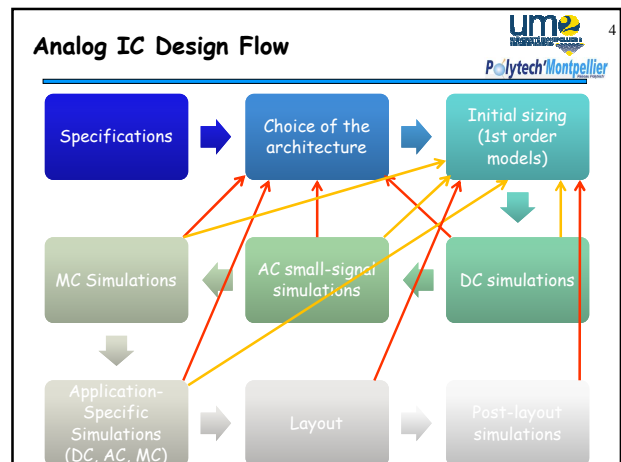 Analog IC Design Flow
um2
4
Polytech'Montpellier
Specifications
Choice of the
architecture
Initial sizing
(1st order
models)
MC Simulations
AC small-signal
simulations
DC simulations
Application-
Specific
Simulations
(DC, AC, MC)
Layout
Post-layout
simulations